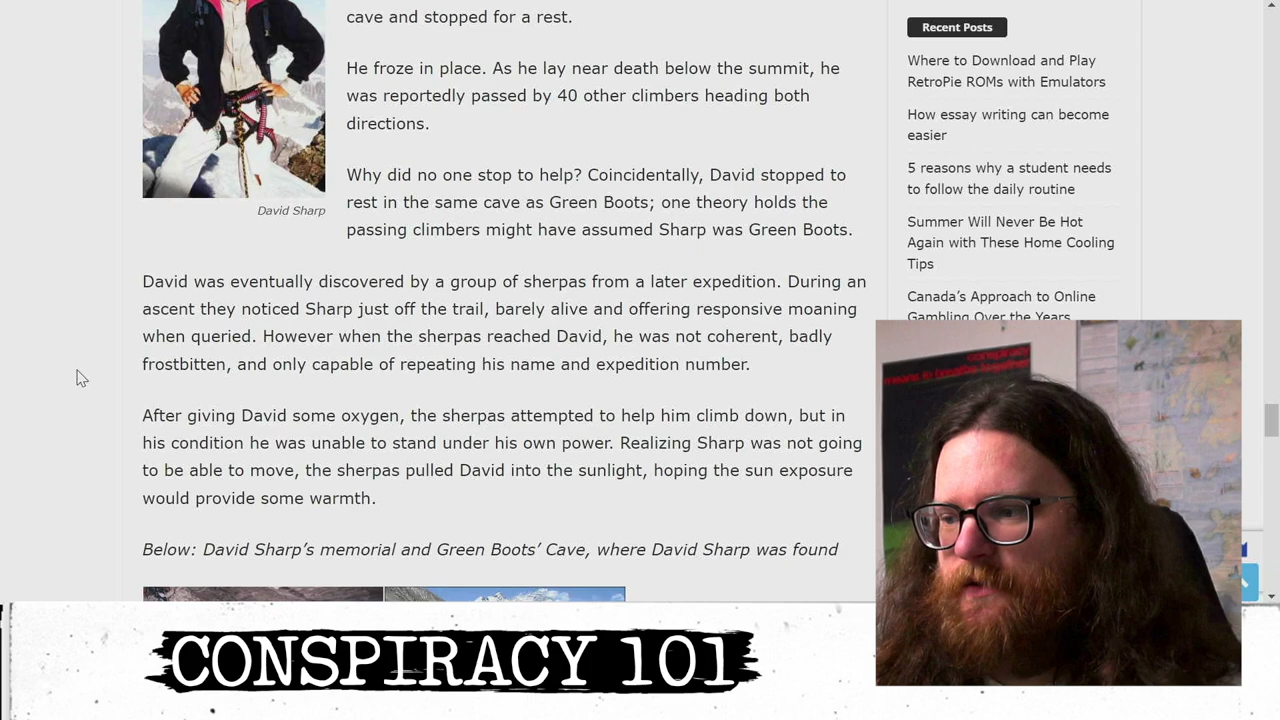 cave and stopped for a rest.
He froze in place. As he lay near death below the summit, he
was reportedly passed by 40 other climbers heading both
directions.
Why did no one stop to help? Coincidentally, David stopped to
rest in the same cave as Green Boots; one theory holds the
passing climbers might have assumed Sharp was Green Boots.
David Sharp
David was eventually discovered by a group of sherpas from a later expedition. During an
ascent they noticed Sharp just off the trail, barely alive and offering responsive moaning
when queried. However when the sherpas reached David, he was not coherent, badly
frostbitten, and only capable of repeating his name and expedition number.
After giving David some oxygen, the sherpas attempted to help him climb down, but in
his condition he was unable to stand under his own power. Realizing Sharp was not going
to be able to move, the sherpas pulled David into the sunlight, hoping the sun exposure
would provide some warmth.
Below: David Sharp’s memorial and Green Boots’ Cave, where David Sharp was found
Recent Posts
Where to Download and Play
RetroPie ROMs with Emulators
How essay writing can become
easier
5 reasons why a student needs
to follow the daily routine
Summer Will Never Be Hot
Again with These Home Cooling
Tips
Canada’s Approach to Online
Gambling Over the Years
conspiracy
means to breathe together
CONSPIRACY 101